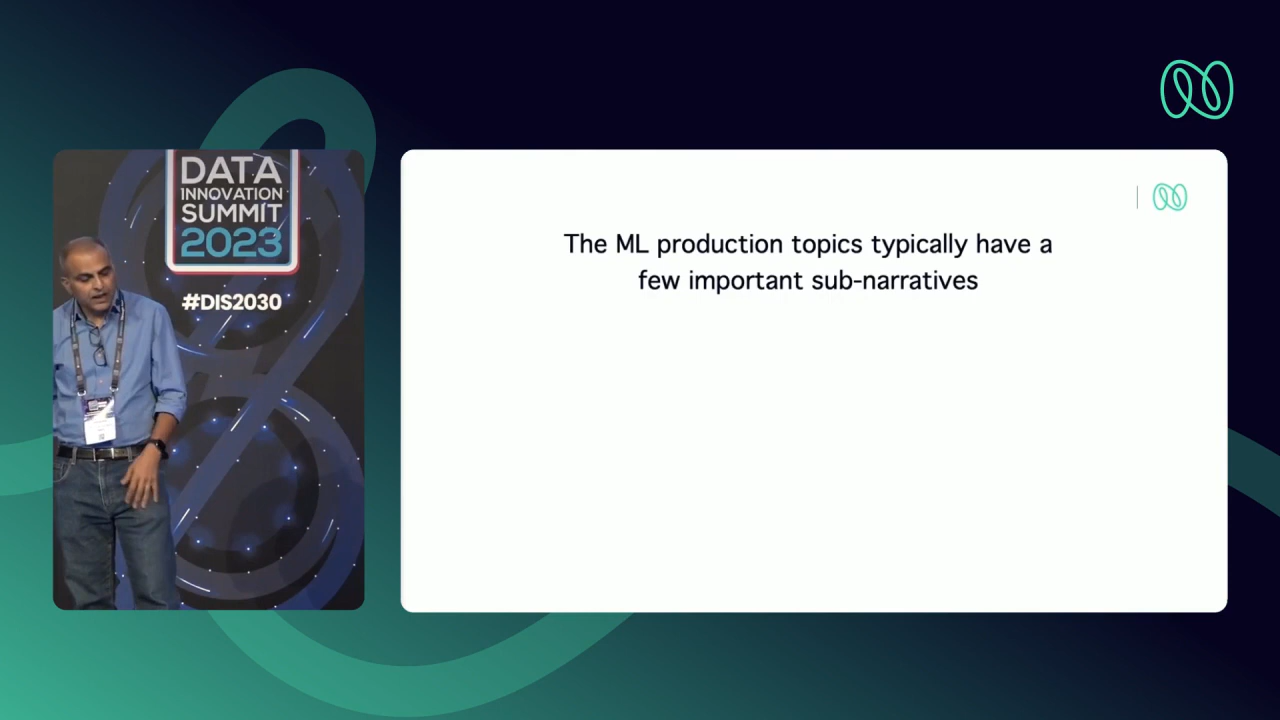 DATA
INNOVATION
SUMMIT
2023
#DIS2030
The ML production topics typically have a
few important sub-narratives